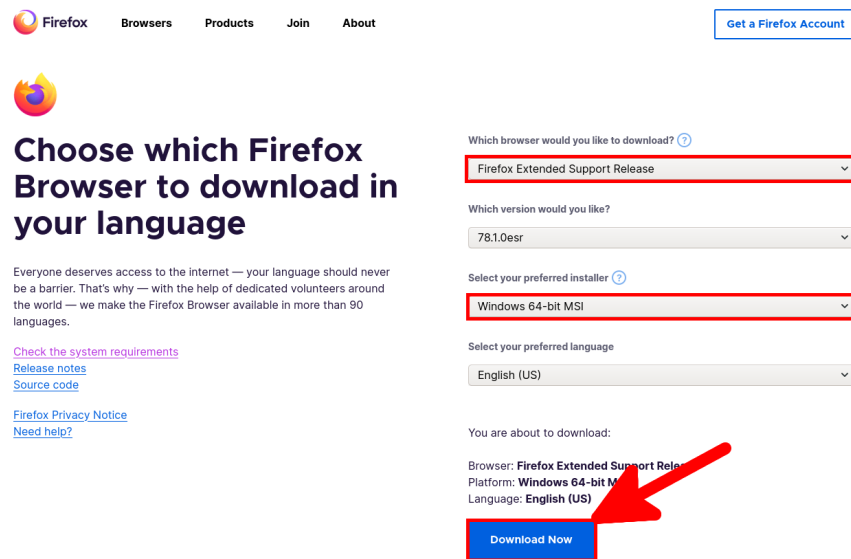 Firefox
Browsers
Products
Join
About
Get a Firefox Account
Choose which Firefox
Browser to download in
your language
Everyone deserves access to the internet — your language should never
be a barrier. That's why — with the help of dedicated volunteers around
the world — we make the Firefox Browser available in more than 90
languages.
Check the system requirements
Release notes
Source code
Firefox Privacy Notice
Need help?
Which browser would you like to download? ?
Firefox Extended Support Release
Which version would you like?
78.1.0esr
Select your preferred installer ?
Windows 64-bit MSI
Select your preferred language
English (US)
You are about to download:
Browser: Firefox Extended Support
Platform: Windows 64-bit
Language: English (US)
Download Now